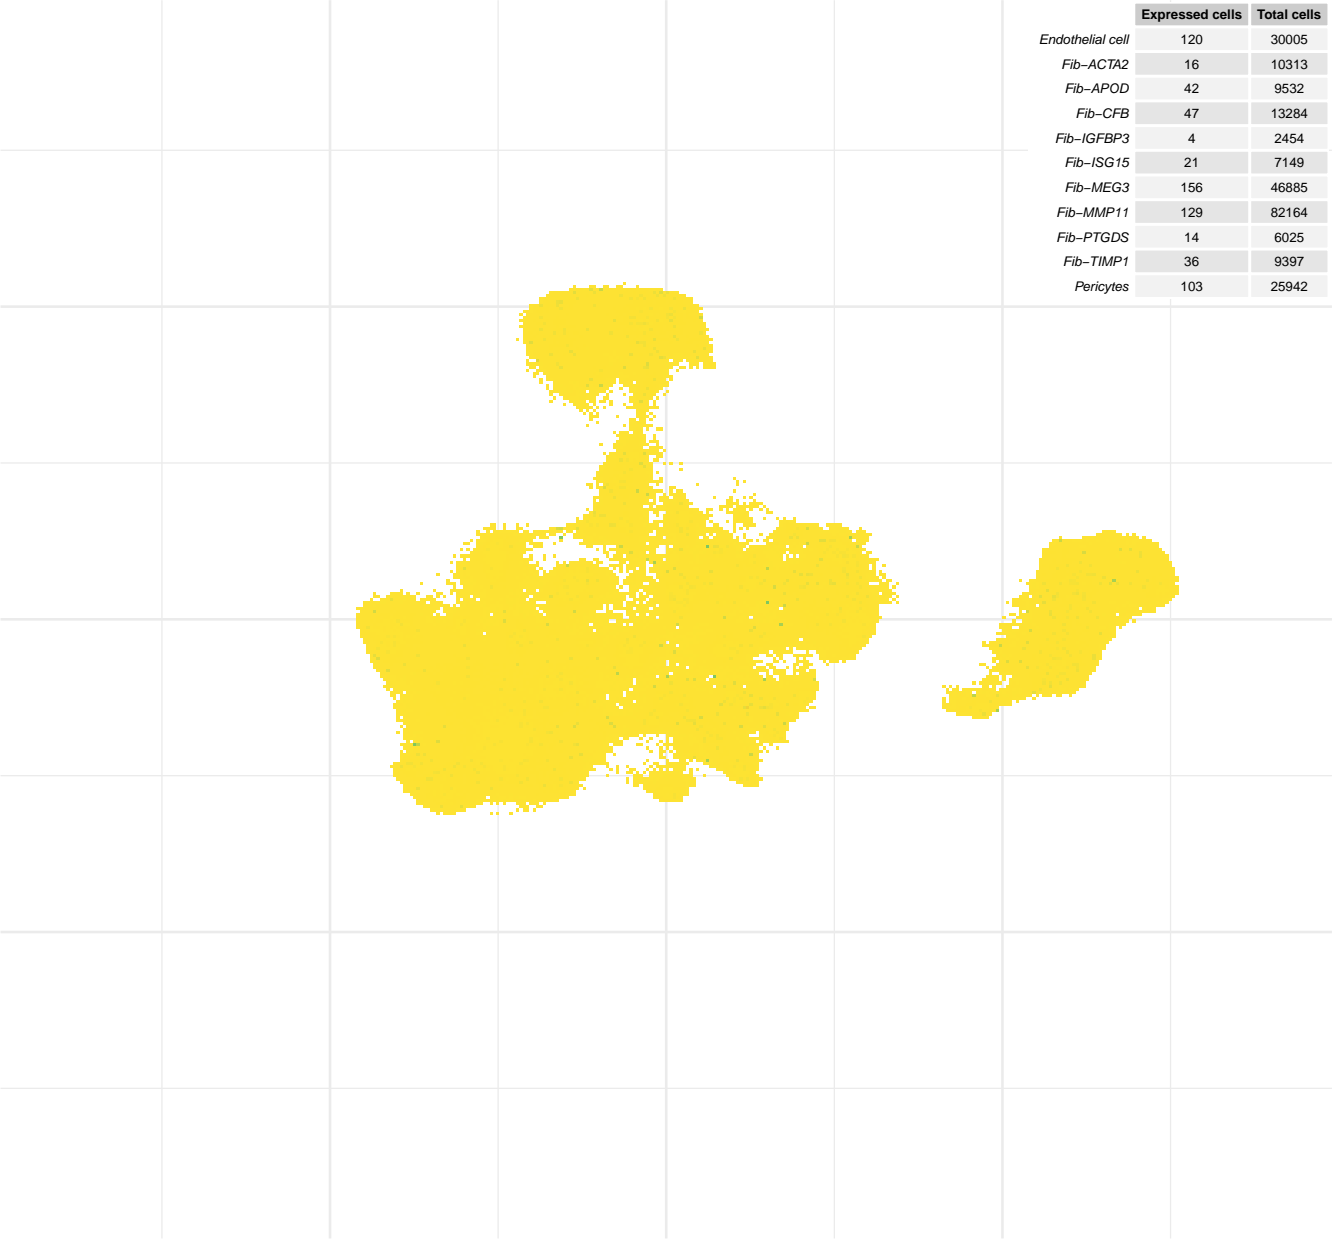 Expressed cells Total cells
Endothelial cell 120 30005
Fib−ACTA2 16 10313
Fib−APOD 42 9532
Fib−CFB 47 13284
Fib−IGFBP3 4 2454
Fib−ISG15 21 7149
Fib−MEG3 156 46885
Fib−MMP11 129 82164
Fib−PTGDS 14 6025
Fib−TIMP1 36 9397
Pericytes 103 25942